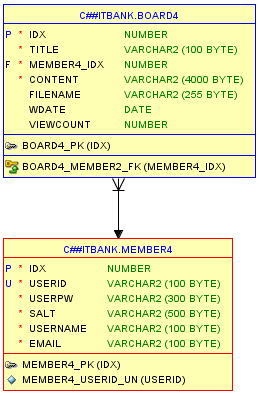 C##ITBANK.BOARD4
P * IDX NUMBER
* TITLE VARCHAR2 (100 BYTE)
F * MEMBER4_IDX NUMBER
* CONTENT VARCHAR2 (4000 BYTE)
FILENAME VARCHAR2 (255 BYTE)
WDATE DATE
VIEWCOUNT NUMBER
BOARD4_PK (IDX)
BOARD4_MEMBER2_FK (MEMBER4_IDX)
C##ITBANK.MEMBER4
P * IDX NUMBER
U * USERID VARCHAR2 (100 BYTE)
* USERPW VARCHAR2 (300 BYTE)
* SALT VARCHAR2 (500 BYTE)
* USERNAME VARCHAR2 (100 BYTE)
* EMAIL VARCHAR2 (100 BYTE)
MEMBER4_PK (IDX)
MEMBER4_USERID_UN (USERID)